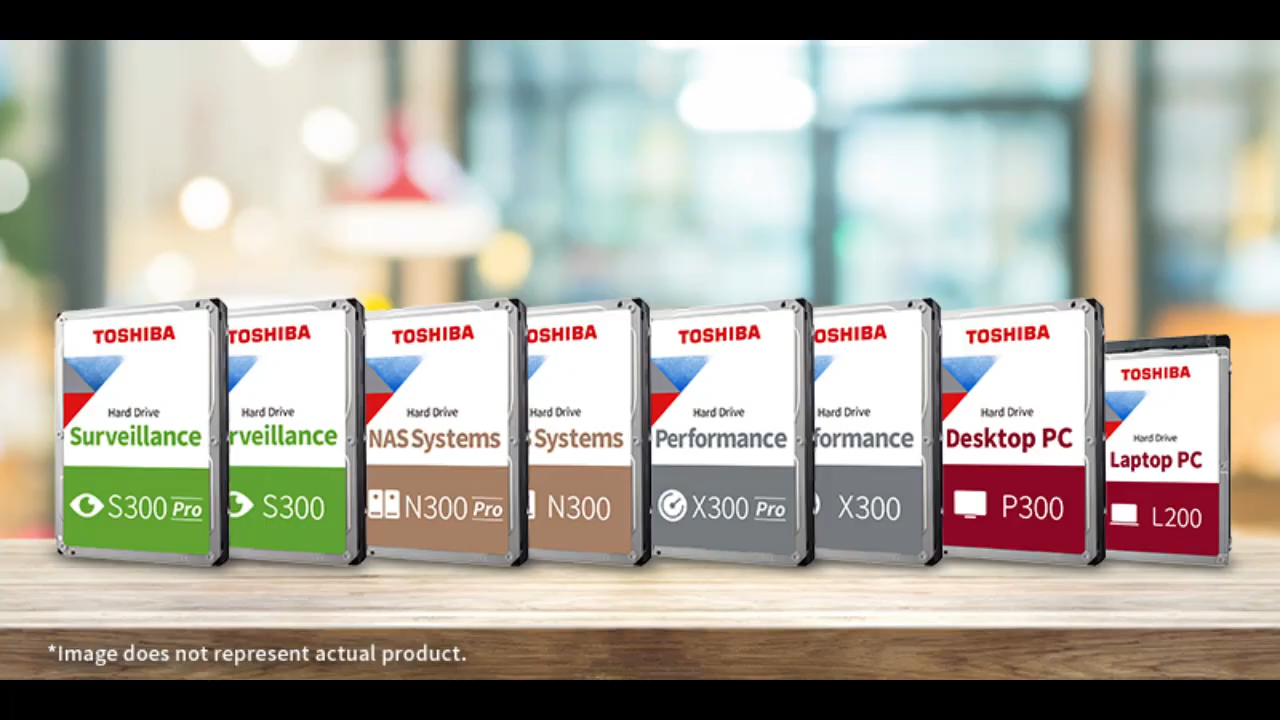 TOSHIBA
Hard Drive
Surveillance
S300 Pro
TOSHIBA
Hard Drive
rveillance
S300
TOSHIBA
Hard Drive
NAS Systems
N300 Pro
OSHIBA
Hard Drive
Systems
N300
TOSHIBA
Hard Drive
Performance
X300 Pro
OSHIBA
Hard Drive
formance
X300
TOSHIBA
Hard Drive
Desktop PC
P300
TOSHIBA
Hard Drive
Laptop PC
L200
*Image does not represent actual product.